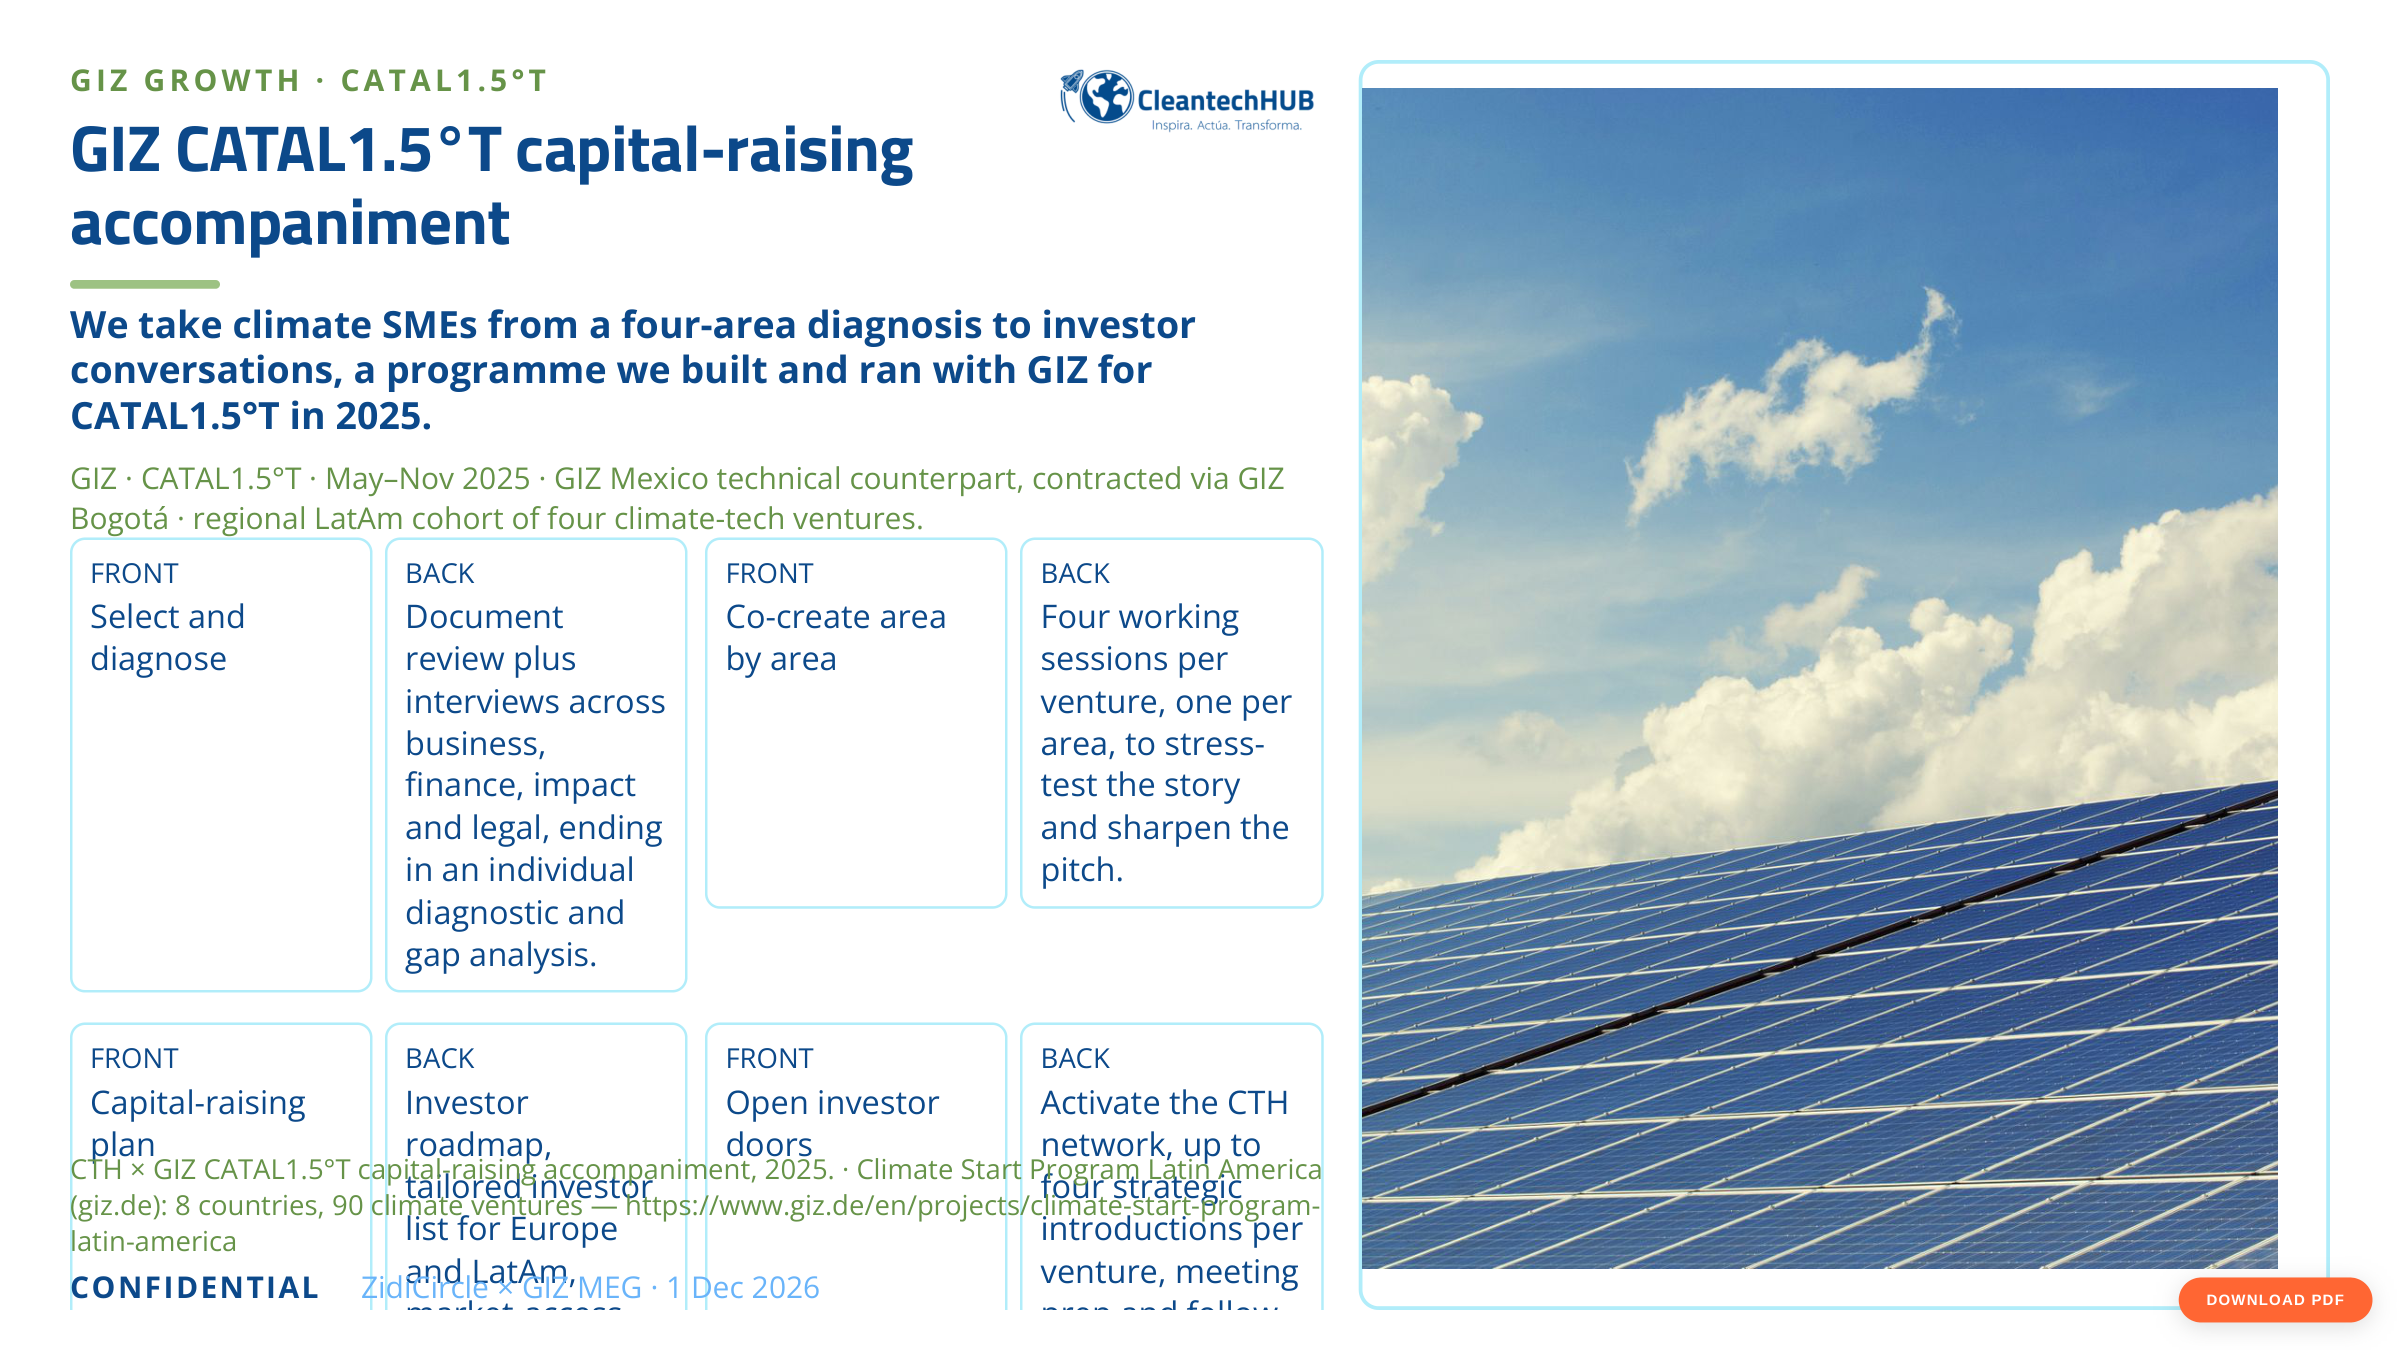 GIZ GROWTH · CATAL1.5°T
CleantechHUB
Inspira. Actúa. Transforma.
GIZ CATAL1.5°T capital-raising
accompaniment
We take climate SMEs from a four-area diagnosis to investor
conversations, a programme we built and ran with GIZ for
CATAL1.5°T in 2025.
GIZ · CATAL1.5°T · May–Nov 2025 · GIZ Mexico technical counterpart, contracted via GIZ
Bogotá · regional LatAm cohort of four climate-tech ventures.
FRONT
Select and
diagnose
BACK
Document
review plus
interviews across
business,
finance, impact
and legal, ending
in an individual
diagnostic and
gap analysis.
FRONT
Co-create area
by area
BACK
Four working
sessions per
venture, one per
area, to stress-
test the story
and sharpen the
pitch.
FRONT
Capital-raising
plan
BACK
Investor
roadmap,
tailored investor
list for Europe
and LatAm,
market-access
FRONT
Open investor
doors
BACK
Activate the CTH
network, up to
four strategic
introductions per
venture, meeting
prep and follow-
CTH × GIZ CATAL1.5°T capital-raising accompaniment, 2025. · Climate Start Program Latin America
(giz.de): 8 countries, 90 climate ventures — https://www.giz.de/en/projects/climate-start-program-
latin-america
CONFIDENTIAL
ZidiCircle × GIZ MEG · 1 Dec 2026
DOWNLOAD PDF